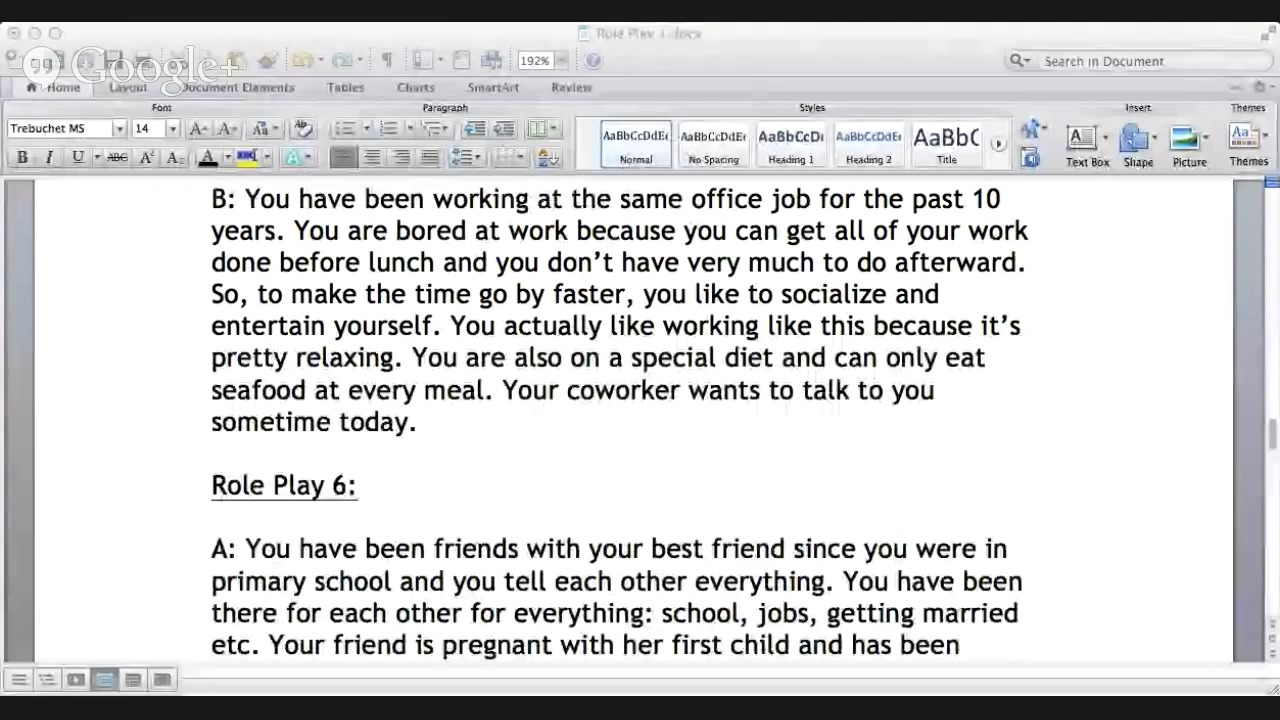 Role Play 1.docx
Google+
192%
Search in Document
Home Layout Document Elements Tables Charts SmartArt Review
Font Paragraph Styles Insert Themes
Trebuchet MS 14
AaBbCcDdEe AaBbCcDdEe AaBbCcDc AaBbCcDdEe AaBbC
Normal No Spacing Heading 1 Heading 2 Title
Text Box Shape Picture Themes
B I U ABC A² A₂
B: You have been working at the same office job for the past 10
years. You are bored at work because you can get all of your work
done before lunch and you don’t have very much to do afterward.
So, to make the time go by faster, you like to socialize and
entertain yourself. You actually like working like this because it’s
pretty relaxing. You are also on a special diet and can only eat
seafood at every meal. Your coworker wants to talk to you
sometime today.
Role Play 6:
A: You have been friends with your best friend since you were in
primary school and you tell each other everything. You have been
there for each other for everything: school, jobs, getting married
etc. Your friend is pregnant with her first child and has been